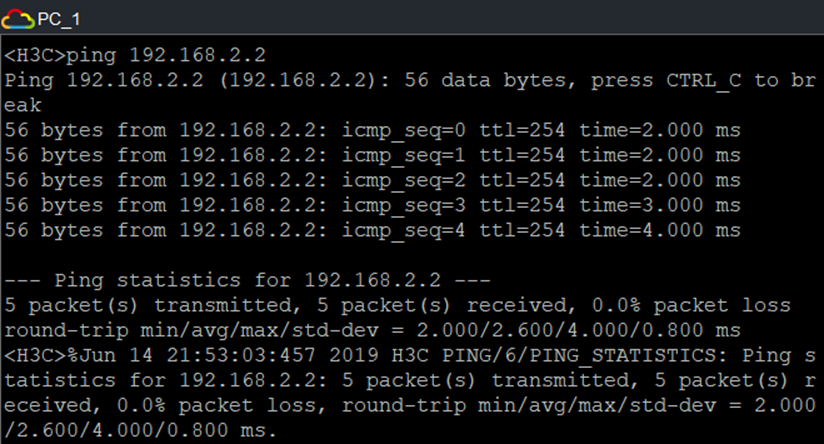 PC_1
<H3C>ping 192.168.2.2
Ping 192.168.2.2 (192.168.2.2): 56 data bytes, press CTRL_C to br
eak
56 bytes from 192.168.2.2: icmp_seq=0 ttl=254 time=2.000 ms
56 bytes from 192.168.2.2: icmp_seq=1 ttl=254 time=2.000 ms
56 bytes from 192.168.2.2: icmp_seq=2 ttl=254 time=2.000 ms
56 bytes from 192.168.2.2: icmp_seq=3 ttl=254 time=3.000 ms
56 bytes from 192.168.2.2: icmp_seq=4 ttl=254 time=4.000 ms
--- Ping statistics for 192.168.2.2 ---
5 packet(s) transmitted, 5 packet(s) received, 0.0% packet loss
round-trip min/avg/max/std-dev = 2.000/2.600/4.000/0.800 ms
<H3C>%Jun 14 21:53:03:457 2019 H3C PING/6/PING_STATISTICS: Ping s
tatistics for 192.168.2.2: 5 packet(s) transmitted, 5 packet(s) r
eceived, 0.0% packet loss, round-trip min/avg/max/std-dev = 2.000
/2.600/4.000/0.800 ms.